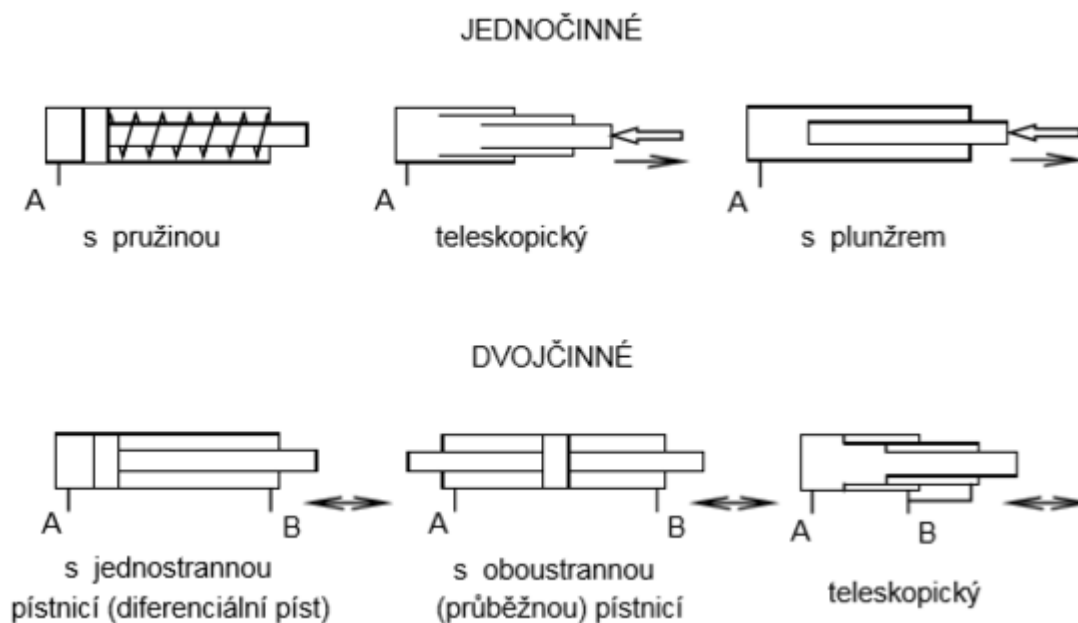 JEDNOČINNÉ
A A A
s pružinou teleskopický s plunžrem
DVOJČINNÉ
A B A B A B
s jednostrannou s oboustrannou teleskopický
pístnicí (diferenciální píst) (průběžnou) pístnicí